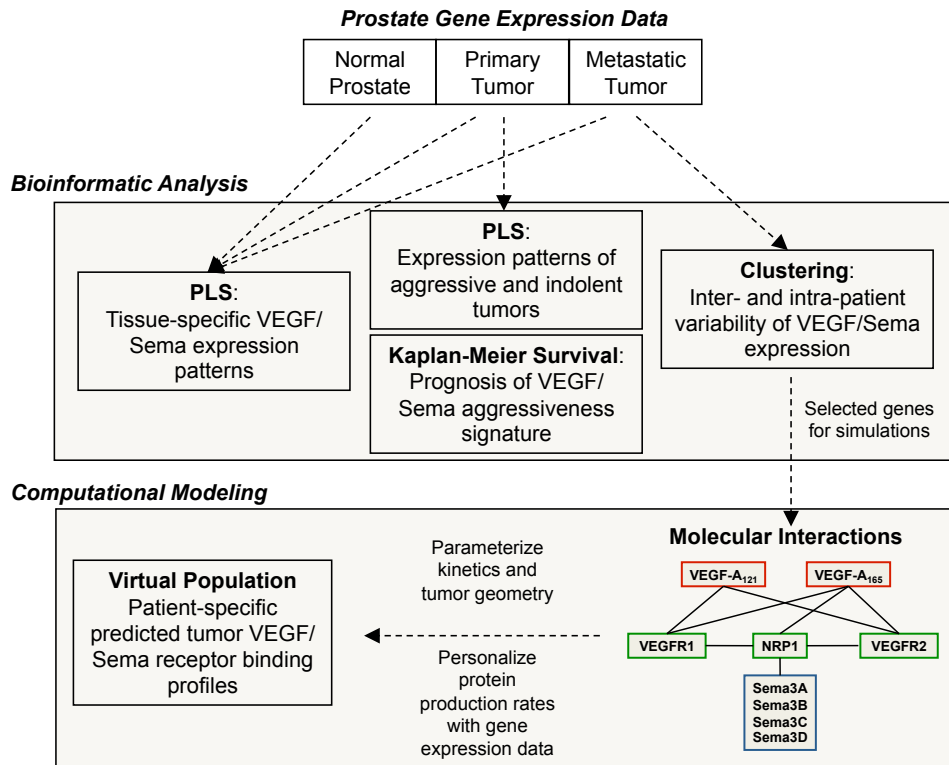 Prostate Gene Expression Data
Normal
Prostate
Primary
Tumor
Metastatic
Tumor
Bioinformatic Analysis
PLS:
Tissue-specific VEGF/
Sema expression
patterns
PLS:
Expression patterns of
aggressive and indolent
tumors
Kaplan-Meier Survival:
Prognosis of VEGF/
Sema aggressiveness
signature
Clustering:
Inter- and intra-patient
variability of VEGF/Sema
expression
Selected genes
for simulations
Computational Modeling
Virtual Population
Patient-specific
predicted tumor VEGF/
Sema receptor binding
profiles
Parameterize
kinetics and
tumor geometry
Personalize
protein
production rates
with gene
expression data
Molecular Interactions
VEGF-A₁₂₁
VEGF-A₁₆₅
VEGFR1
NRP1
VEGFR2
Sema3A
Sema3B
Sema3C
Sema3D